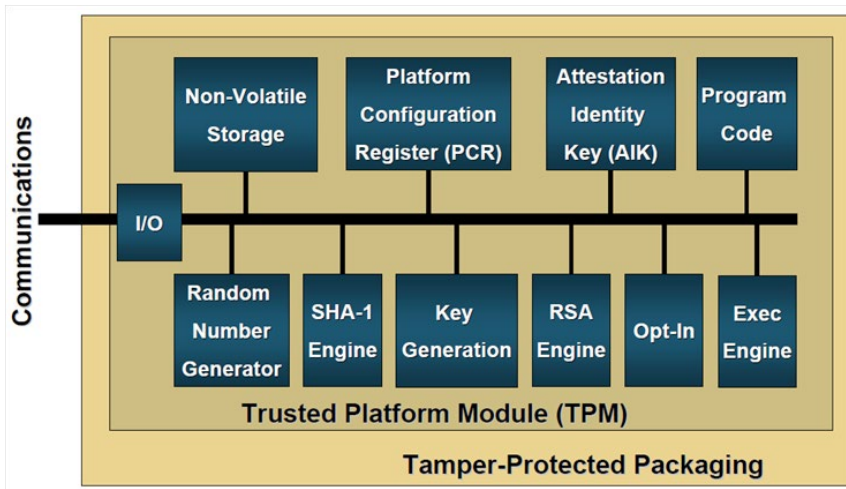 Communications
Non-Volatile
Storage
Platform
Configuration
Register (PCR)
Attestation
Identity
Key (AIK)
Program
Code
I/O
Random
Number
Generator
SHA-1
Engine
Key
Generation
RSA
Engine
Opt-In
Exec
Engine
Trusted Platform Module (TPM)
Tamper-Protected Packaging